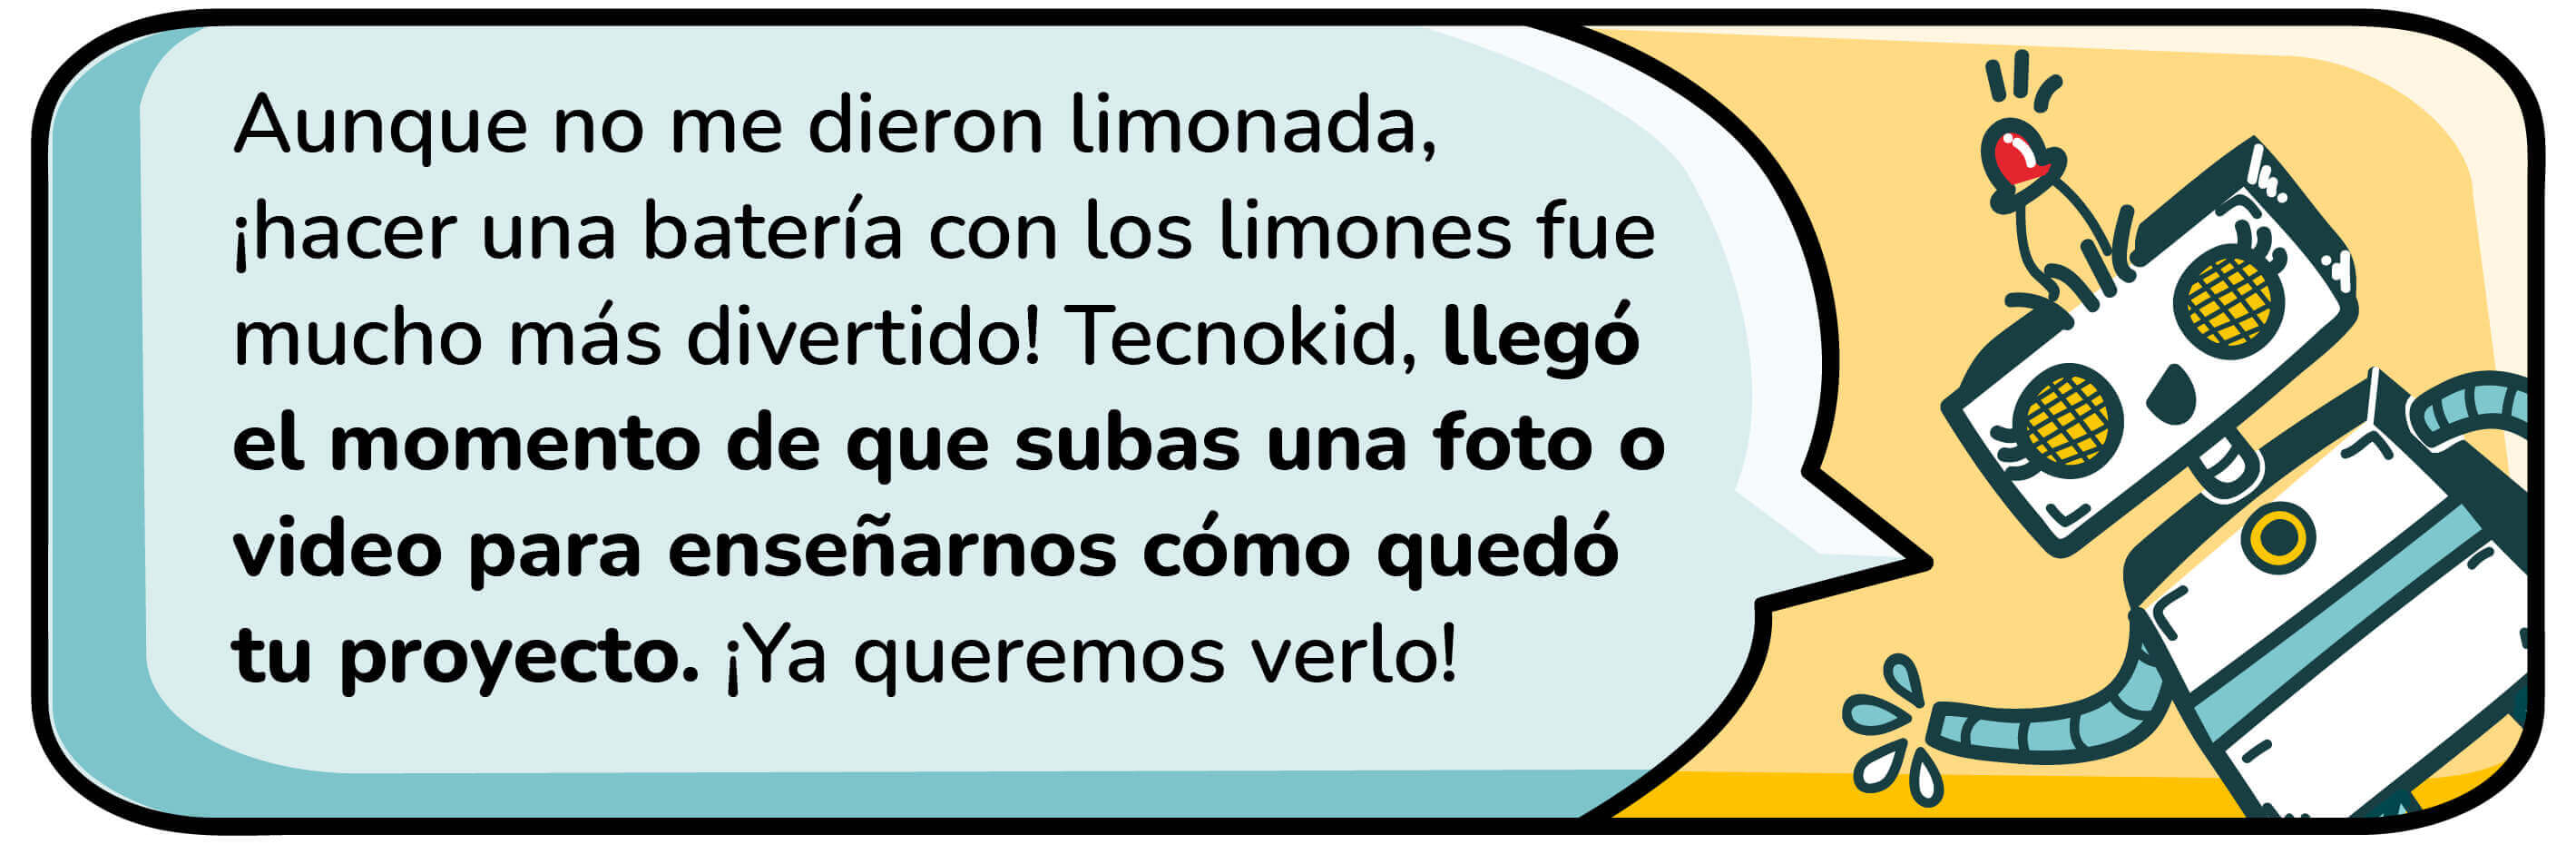 Aunque no me dieron limonada,
¡hacer una batería con los limones fue
mucho más divertido! Tecnokid, llegó
el momento de que subas una foto o
video para enseñarnos cómo quedó
tu proyecto. ¡Ya queremos verlo!